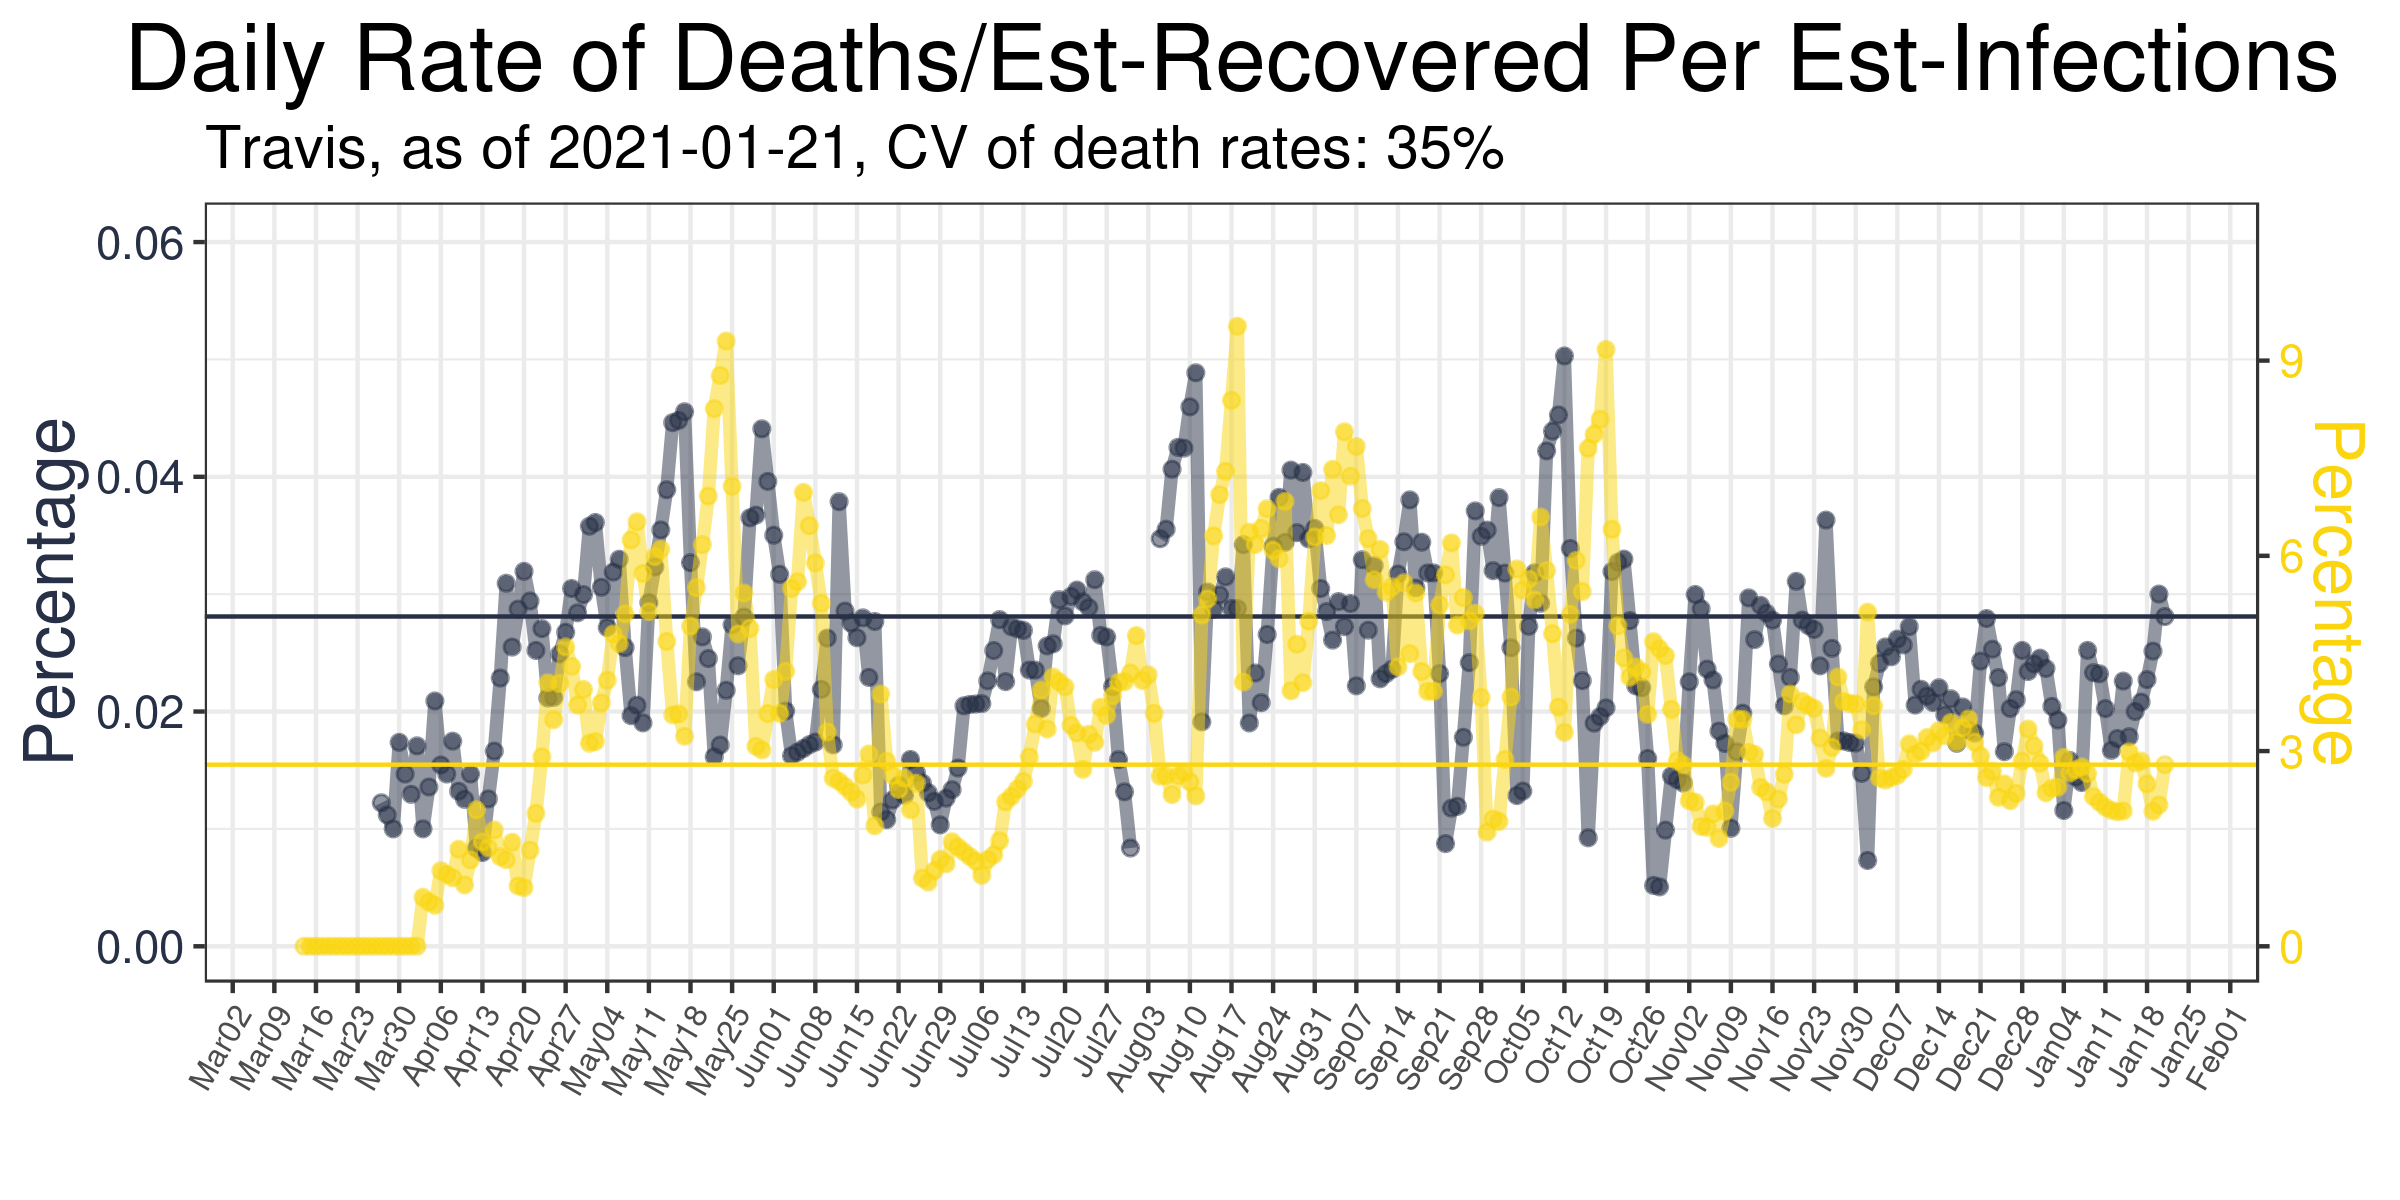 Daily Rate of Deaths/Est-Recovered Per Est-Infections
Travis, as of 2021-01-21, CV of death rates: 35%
Percentage
0.06
0.04
0.02
0.00
9
6
3
0
Percentage
Mar02
Mar09
Mar16
Mar23
Mar30
Apr06
Apr13
Apr20
Apr27
May04
May11
May18
May25
Jun01
Jun08
Jun15
Jun22
Jun29
Jul06
Jul13
Jul20
Jul27
Aug03
Aug10
Aug17
Aug24
Aug31
Sep07
Sep14
Sep21
Sep28
Oct05
Oct12
Oct19
Oct26
Nov02
Nov09
Nov16
Nov23
Nov30
Dec07
Dec14
Dec21
Dec28
Jan04
Jan11
Jan18
Jan25
Feb01